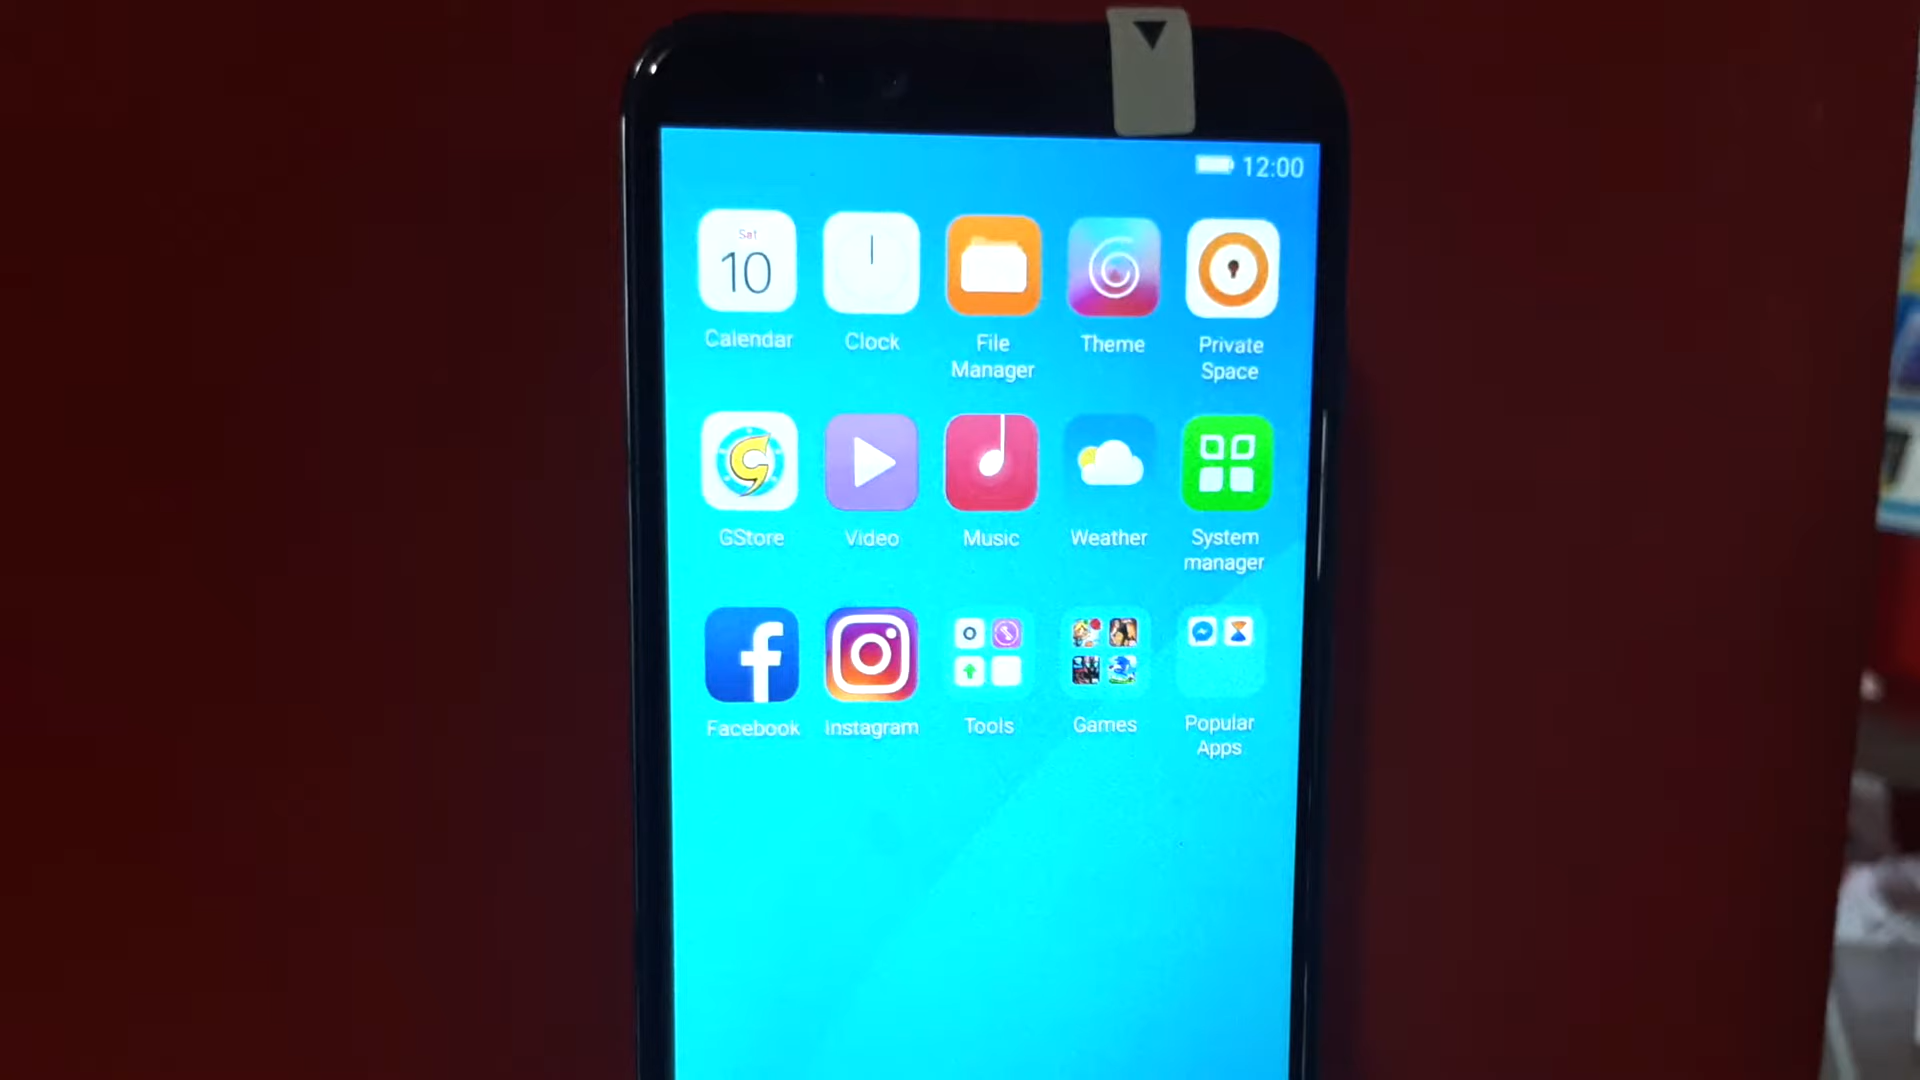 12:00
Sat
10
Calendar
Clock
File
Manager
Theme
Private
Space
GStore
Video
Music
Weather
System
manager
Facebook
Instagram
Tools
Games
Popular
Apps